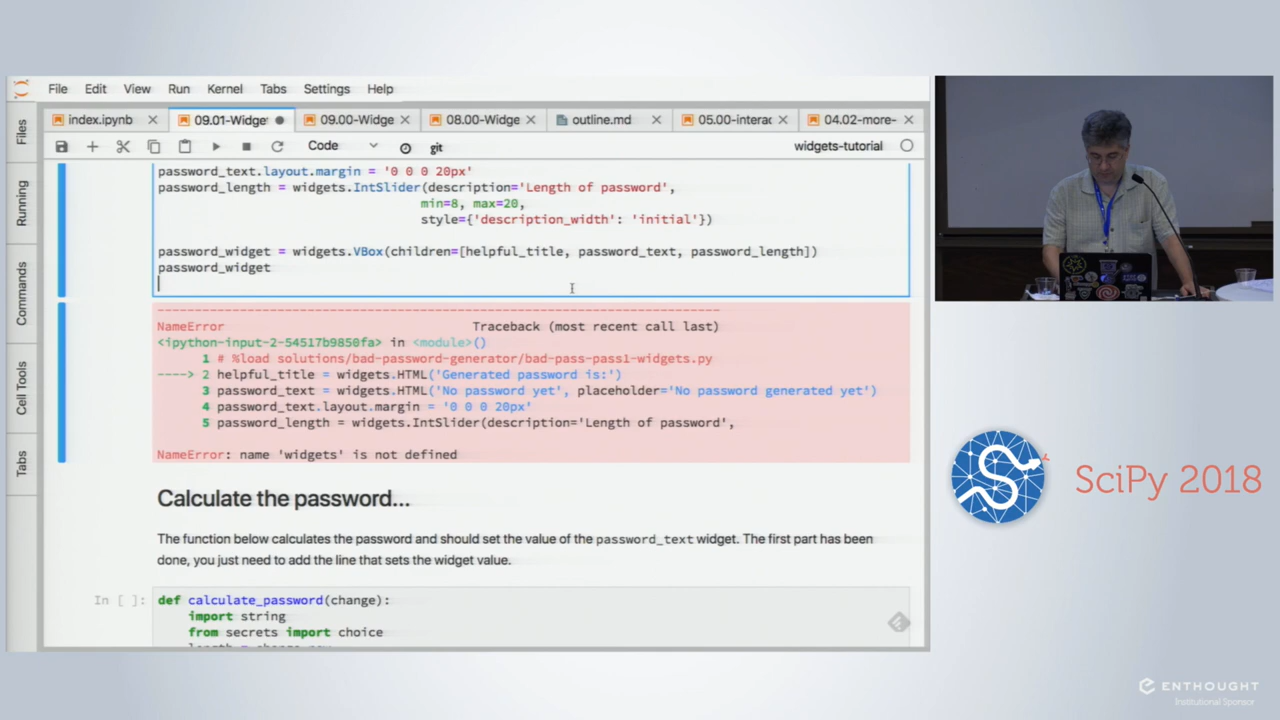 File Edit View Run Kernel Tabs Settings Help
index.ipynb 09.01-Widge 09.00-Widge 08.00-Widge outline.md 05.00-interac 04.02-more-
Code git widgets-tutorial
Files
Running
Commands
Cell Tools
Tabs
password_text.layout.margin = '0 0 0 20px'
password_length = widgets.IntSlider(description='Length of password',
min=8, max=20,
style={'description_width': 'initial'})
password_widget = widgets.VBox(children=[helpful_title, password_text, password_length])
password_widget
---------------------------------------------------------------------------
NameError Traceback (most recent call last)
<ipython-input-2-54517b9850fa> in <module>()
1 # %load solutions/bad-password-generator/bad-pass-pass1-widgets.py
----> 2 helpful_title = widgets.HTML('Generated password is:')
3 password_text = widgets.HTML('No password yet', placeholder='No password generated yet')
4 password_text.layout.margin = '0 0 0 20px'
5 password_length = widgets.IntSlider(description='Length of password',
NameError: name 'widgets' is not defined
Calculate the password...
The function below calculates the password and should set the value of the password_text widget. The first part has been
done, you just need to add the line that sets the widget value.
In [ ]: def calculate_password(change):
import string
from secrets import choice
SciPy 2018
ENTHOUGHT
Institutional Sponsor